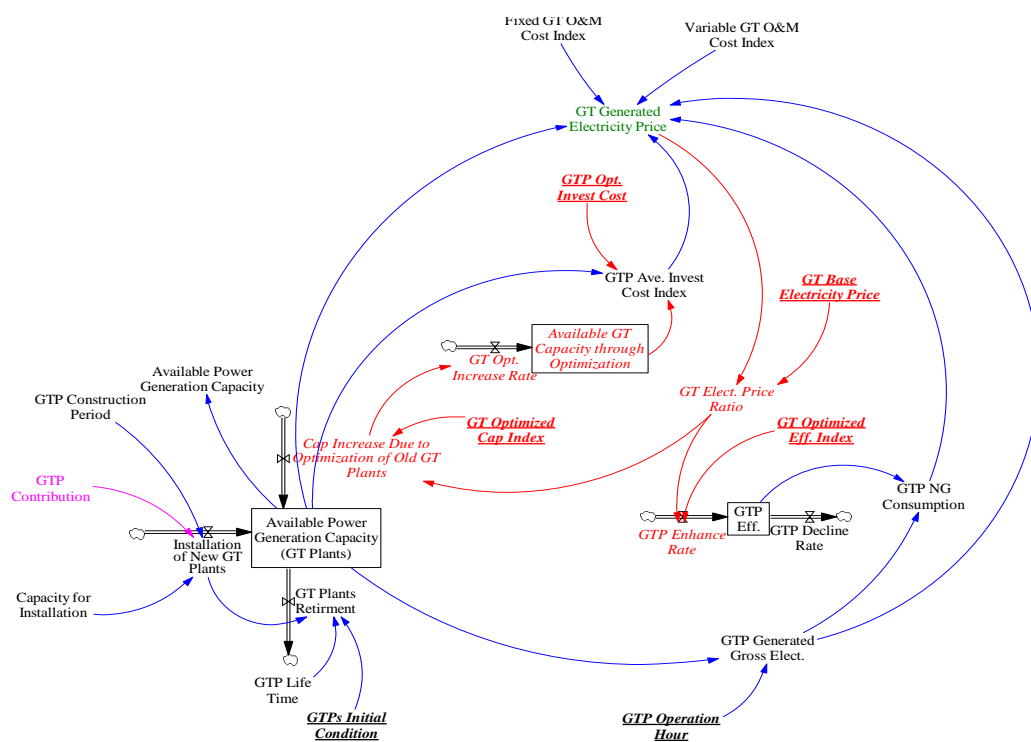 Fixed GT O&M
Cost Index
Variable GT O&M
Cost Index
GT Generated
Electricity Price
GTP Opt.
Invest Cost
GTP Ave. Invest
Cost Index
GT Base
Electricity Price
Available GT
Capacity through
Optimization
GT Opt.
Increase Rate
Available Power
Generation Capacity
GTP Construction
Period
GT Elect. Price
Ratio
GT Optimized
Cap Index
GT Optimized
Eff. Index
Cap Increase Due to
Optimization of Old GT
Plants
GTP
Contribution
GTP NG
Consumption
Available Power
Generation Capacity
(GT Plants)
GTP
Eff.
GTP Enhance
Rate
GTP Decline
Rate
Installation
of New GT
Plants
Capacity for
Installation
GT Plants
Retirment
GTP Generated
Gross Elect.
GTP Life
Time
GTPs Initial
Condition
GTP Operation
Hour